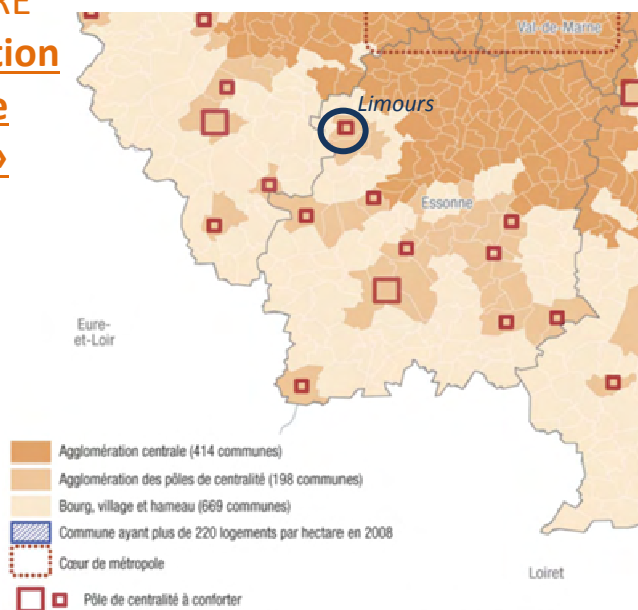 RE
tion
e
»
Val-de-Marne
Limours
Essonne
Eure-
et-Loir
Agglomération centrale (414 communes)
Agglomération des pôles de centralité (198 communes)
Bourg, village et hameau (669 communes)
Commune ayant plus de 220 logements par hectare en 2008
Cœur de métropole
Loiret
Pôle de centralité à conforter